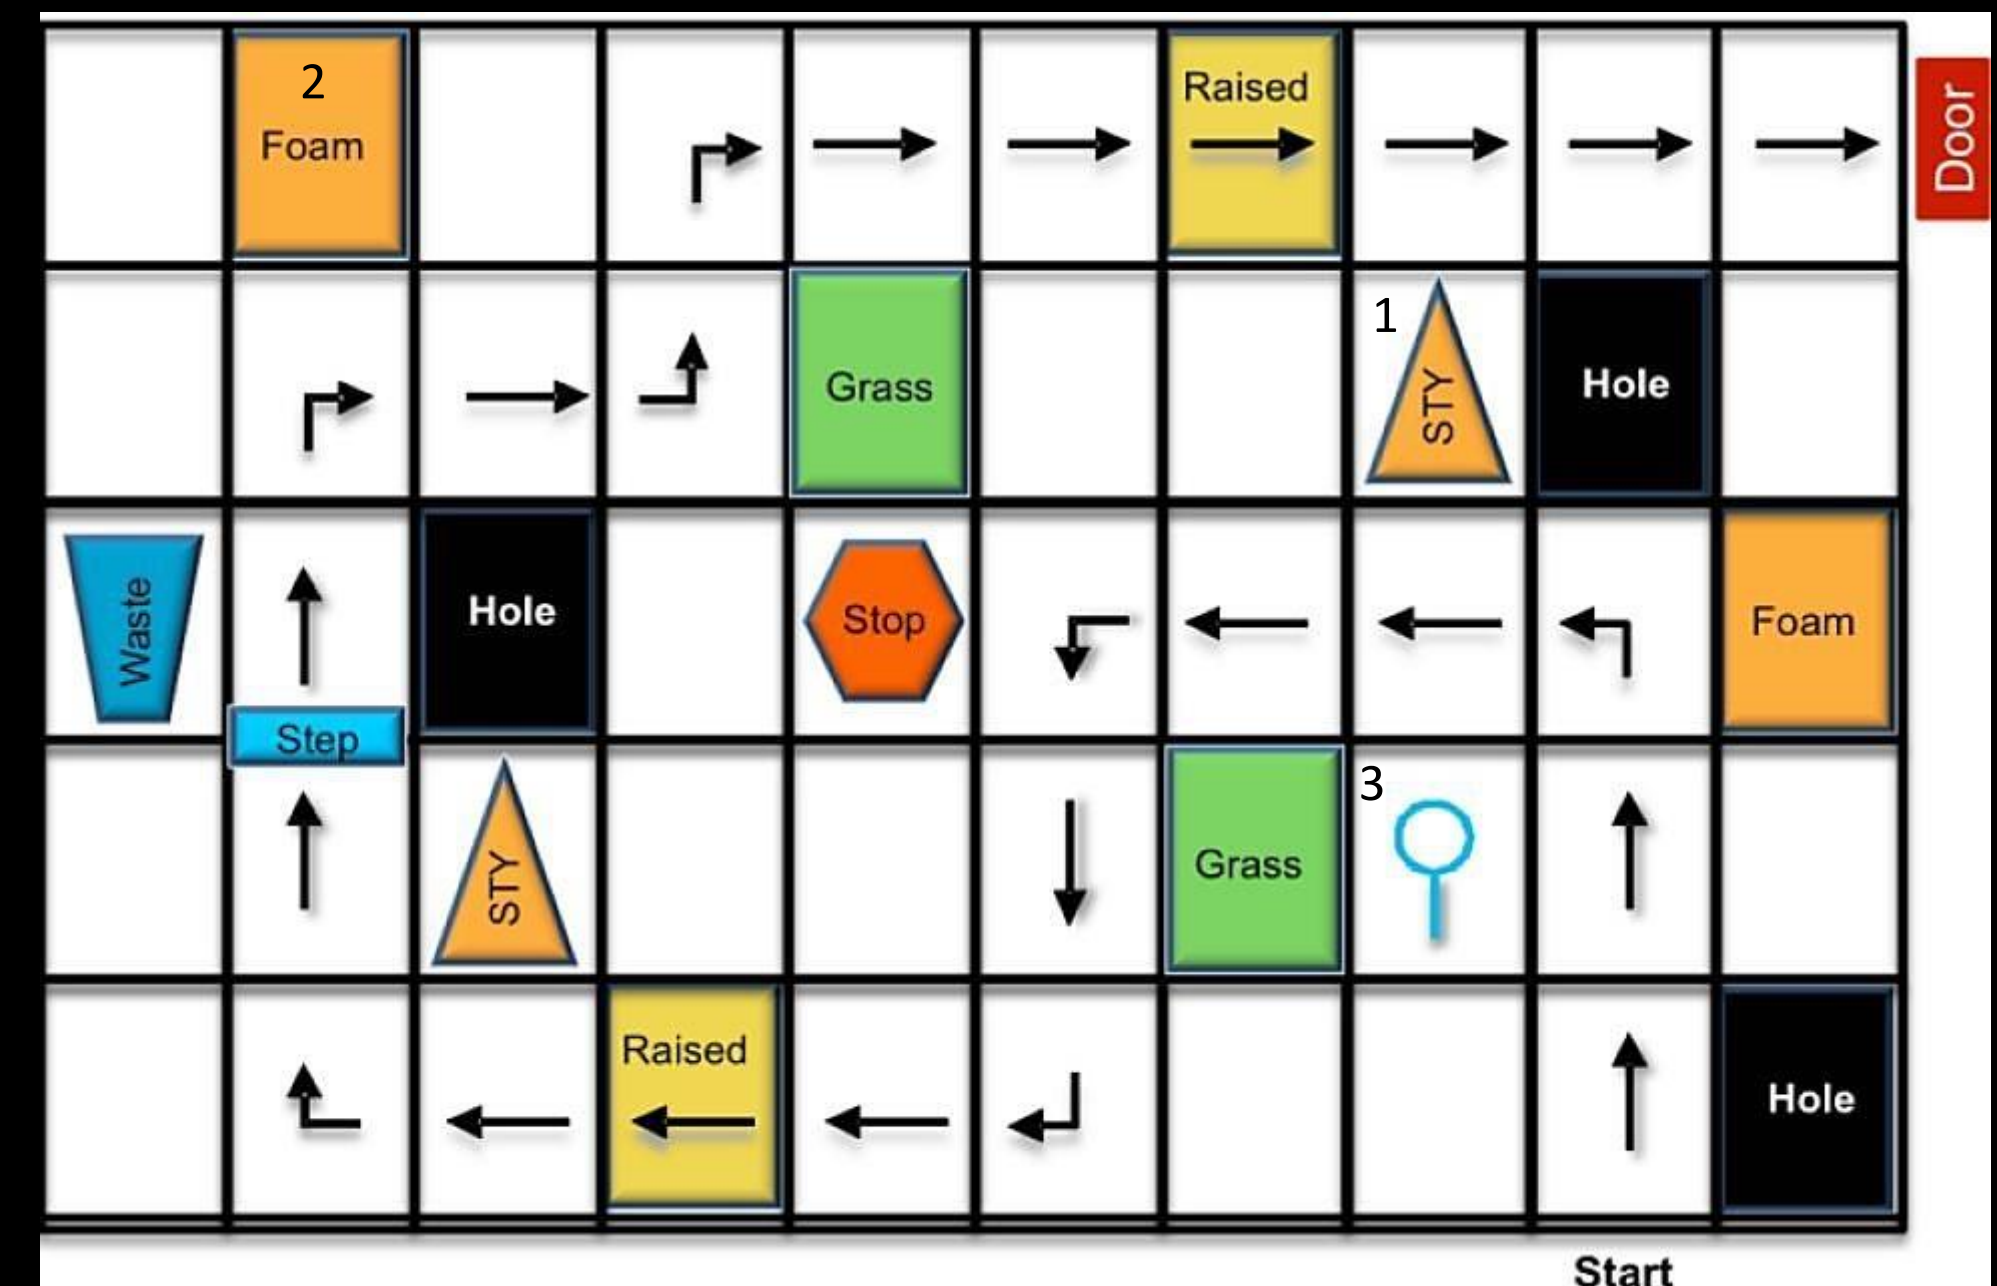 2
Foam
Raised
Door
Grass
1
STY
Hole
Waste
Hole
Stop
Foam
Step
STY
Grass
3
Raised
Hole
Start